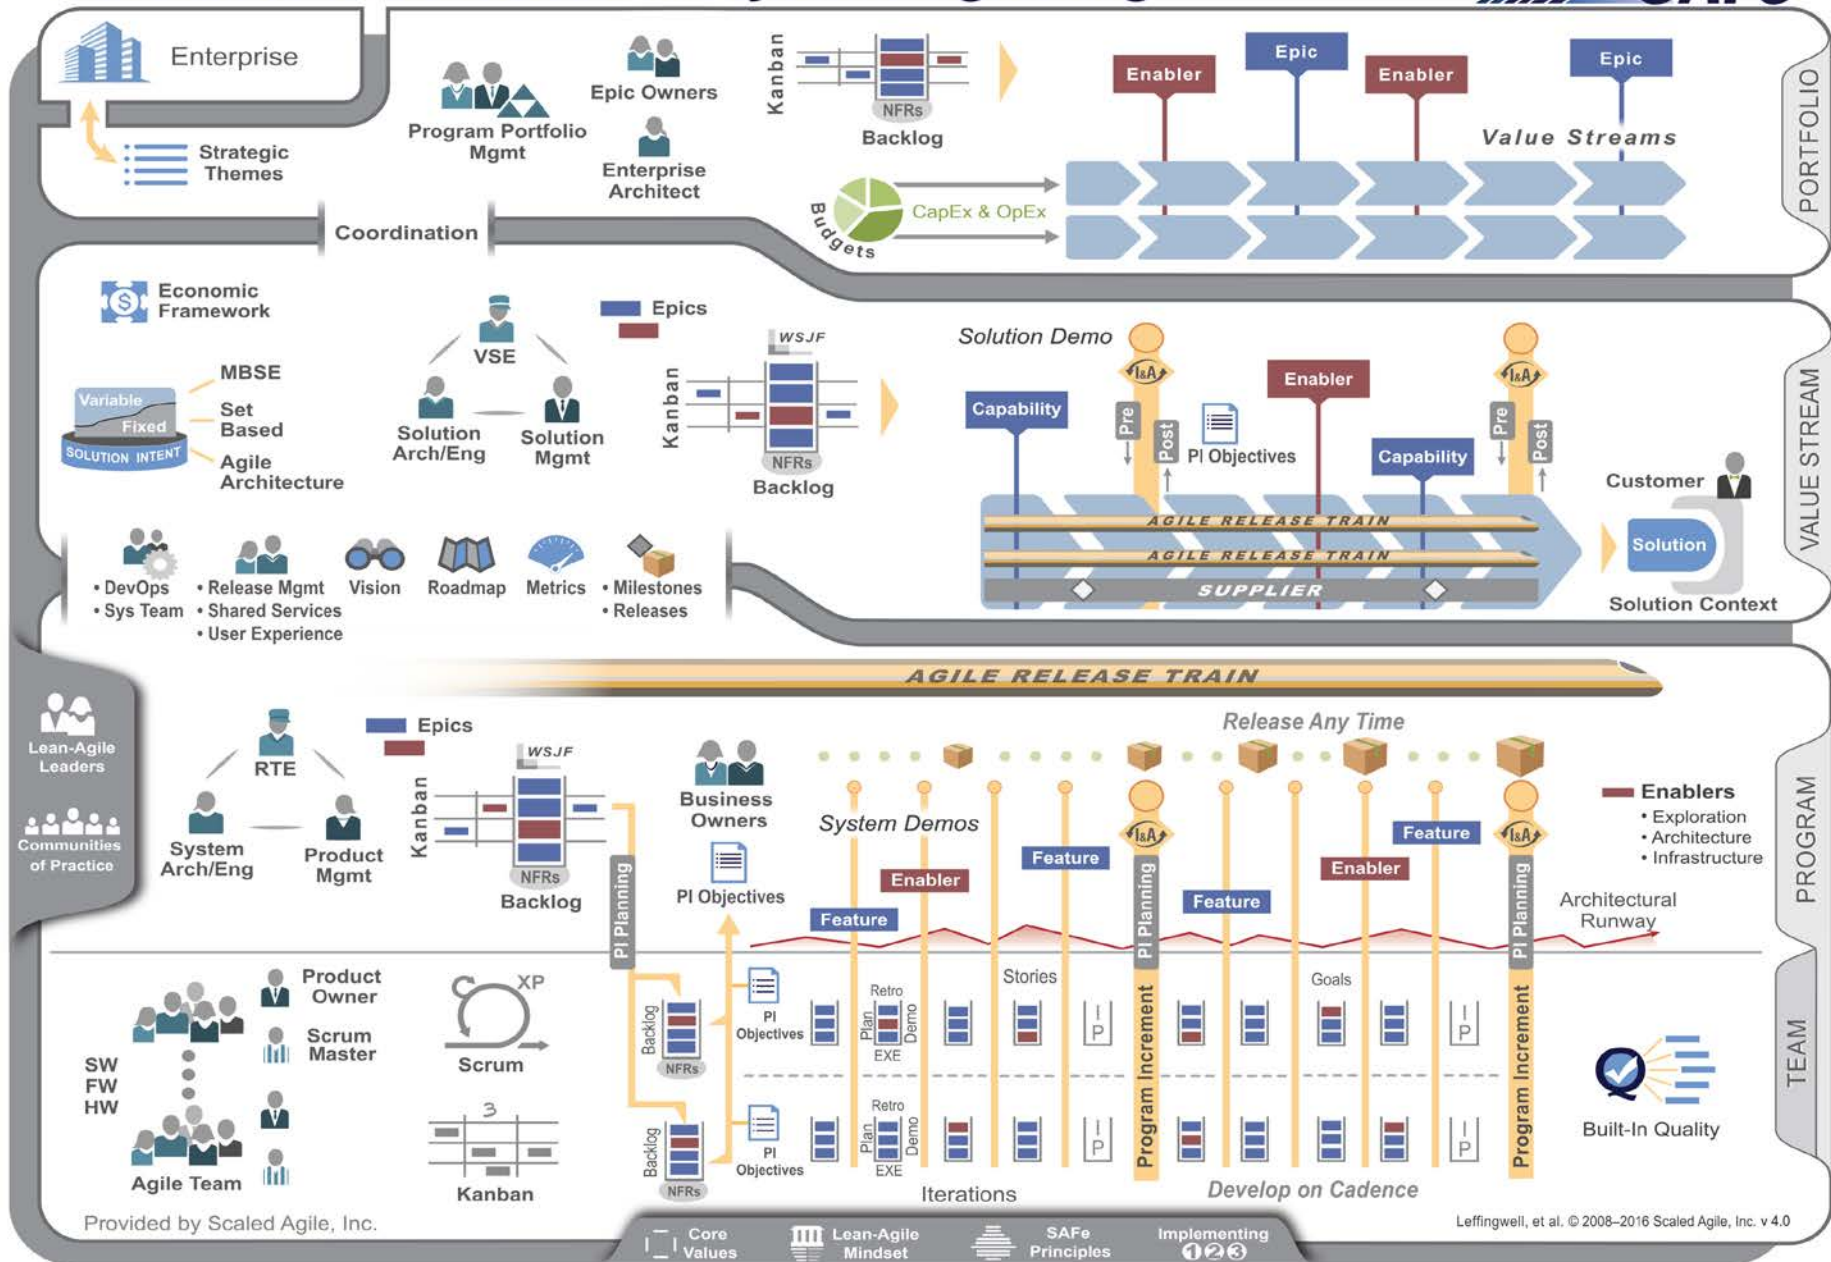 Enterprise
Strategic
Themes
Program Portfolio
Mgmt
Epic Owners
Enterprise
Architect
Kanban
NFRs
Backlog
Enabler
Epic
Enabler
Epic
Value Streams
Budgets
CapEx & OpEx
PORTFOLIO
Coordination
Economic
Framework
Variable
Fixed
SOLUTION INTENT
MBSE
Set
Based
Agile
Architecture
VSE
Solution
Arch/Eng
Solution
Mgmt
Epics
Kanban
WSJF
NFRs
Backlog
Solution Demo
Capability
I&A
Pre
Post
PI Objectives
Enabler
Capability
I&A
Pre
Post
AGILE RELEASE TRAIN
AGILE RELEASE TRAIN
SUPPLIER
Customer
Solution
Solution Context
VALUE STREAM
• DevOps
• Sys Team
• Release Mgmt
• Shared Services
• User Experience
Vision
Roadmap
Metrics
• Milestones
• Releases
AGILE RELEASE TRAIN
Lean-Agile
Leaders
Communities
of Practice
RTE
System
Arch/Eng
Product
Mgmt
Epics
Kanban
WSJF
NFRs
Backlog
PI Planning
Business
Owners
PI Objectives
Release Any Time
System Demos
Feature
Enabler
Feature
I&A
PI Planning
Feature
Enabler
Feature
I&A
PI Planning
Enablers
• Exploration
• Architecture
• Infrastructure
Architectural
Runway
PROGRAM
SW
FW
HW
Product
Owner
Scrum
Master
Agile Team
XP
Scrum
3
Kanban
Backlog
NFRs
PI
Objectives
Backlog
NFRs
PI
Objectives
Retro
Plan
Demo
EXE
Stories
I
P
Program Increment
Goals
I
P
Program Increment
Retro
Plan
Demo
EXE
I
P
I
P
Iterations
Develop on Cadence
Built-In Quality
TEAM
Provided by Scaled Agile, Inc.
Leffingwell, et al. © 2008–2016 Scaled Agile, Inc. v 4.0
Core
Values
Lean-Agile
Mindset
SAFe
Principles
Implementing
1 2 3